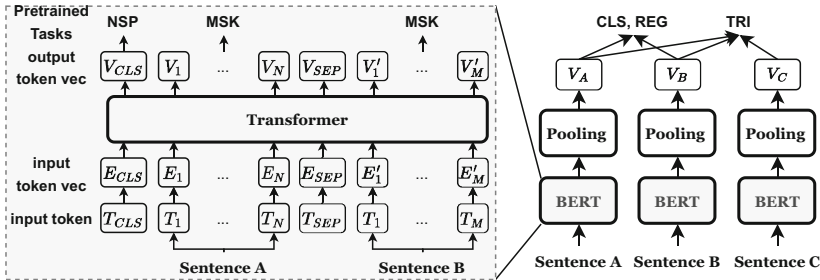 Pretrained Tasks
NSP MSK MSK
output token vec
V_CLS V_1 ... V_N V_SEP V'_1 ... V'_M
Transformer
input token vec
E_CLS E_1 ... E_N E_SEP E'_1 ... E'_M
input token
T_CLS T_1 ... T_N T_SEP T_1 ... T_M
Sentence A Sentence B
CLS, REG TRI
V_A V_B V_C
Pooling Pooling Pooling
BERT BERT BERT
Sentence A Sentence B Sentence C